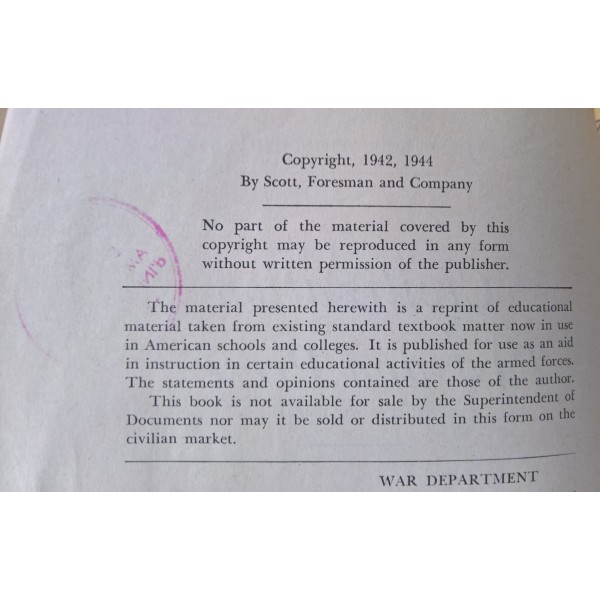 Copyright, 1942, 1944
By Scott, Foresman and Company
No part of the material covered by this
copyright may be reproduced in any form
without written permission of the publisher.
The material presented herewith is a reprint of educational
material taken from existing standard textbook matter now in use
in American schools and colleges. It is published for use as an aid
in instruction in certain educational activities of the armed forces.
The statements and opinions contained are those of the author.
This book is not available for sale by the Superintendent of
Documents nor may it be sold or distributed in this form on the
civilian market.
WAR DEPARTMENT